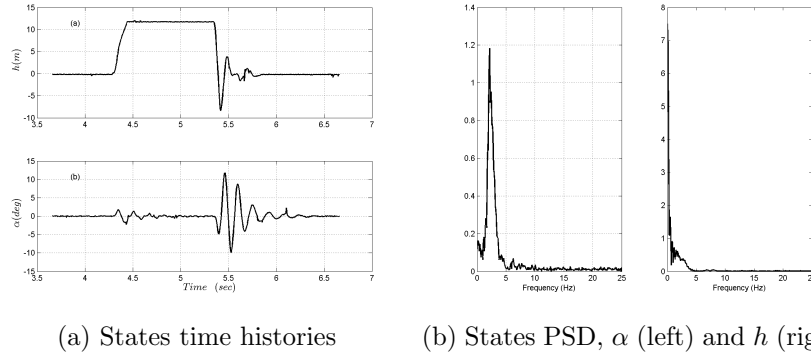 (a)
h(m)
15
10
5
0
-5
-10
3.5 4 4.5 5 5.5 6 6.5 7
(b)
α(deg)
15
10
5
0
-5
-10
-15
3.5 4 4.5 5 5.5 6 6.5 7
Time (sec)
1.4
1.2
1
0.8
0.6
0.4
0.2
0
0 5 10 15 20 25
Frequency (Hz)
8
7
6
5
4
3
2
1
0
0 5 10 15 20 25
Frequency (Hz)
(a) States time histories
(b) States PSD, α (left) and h (rig